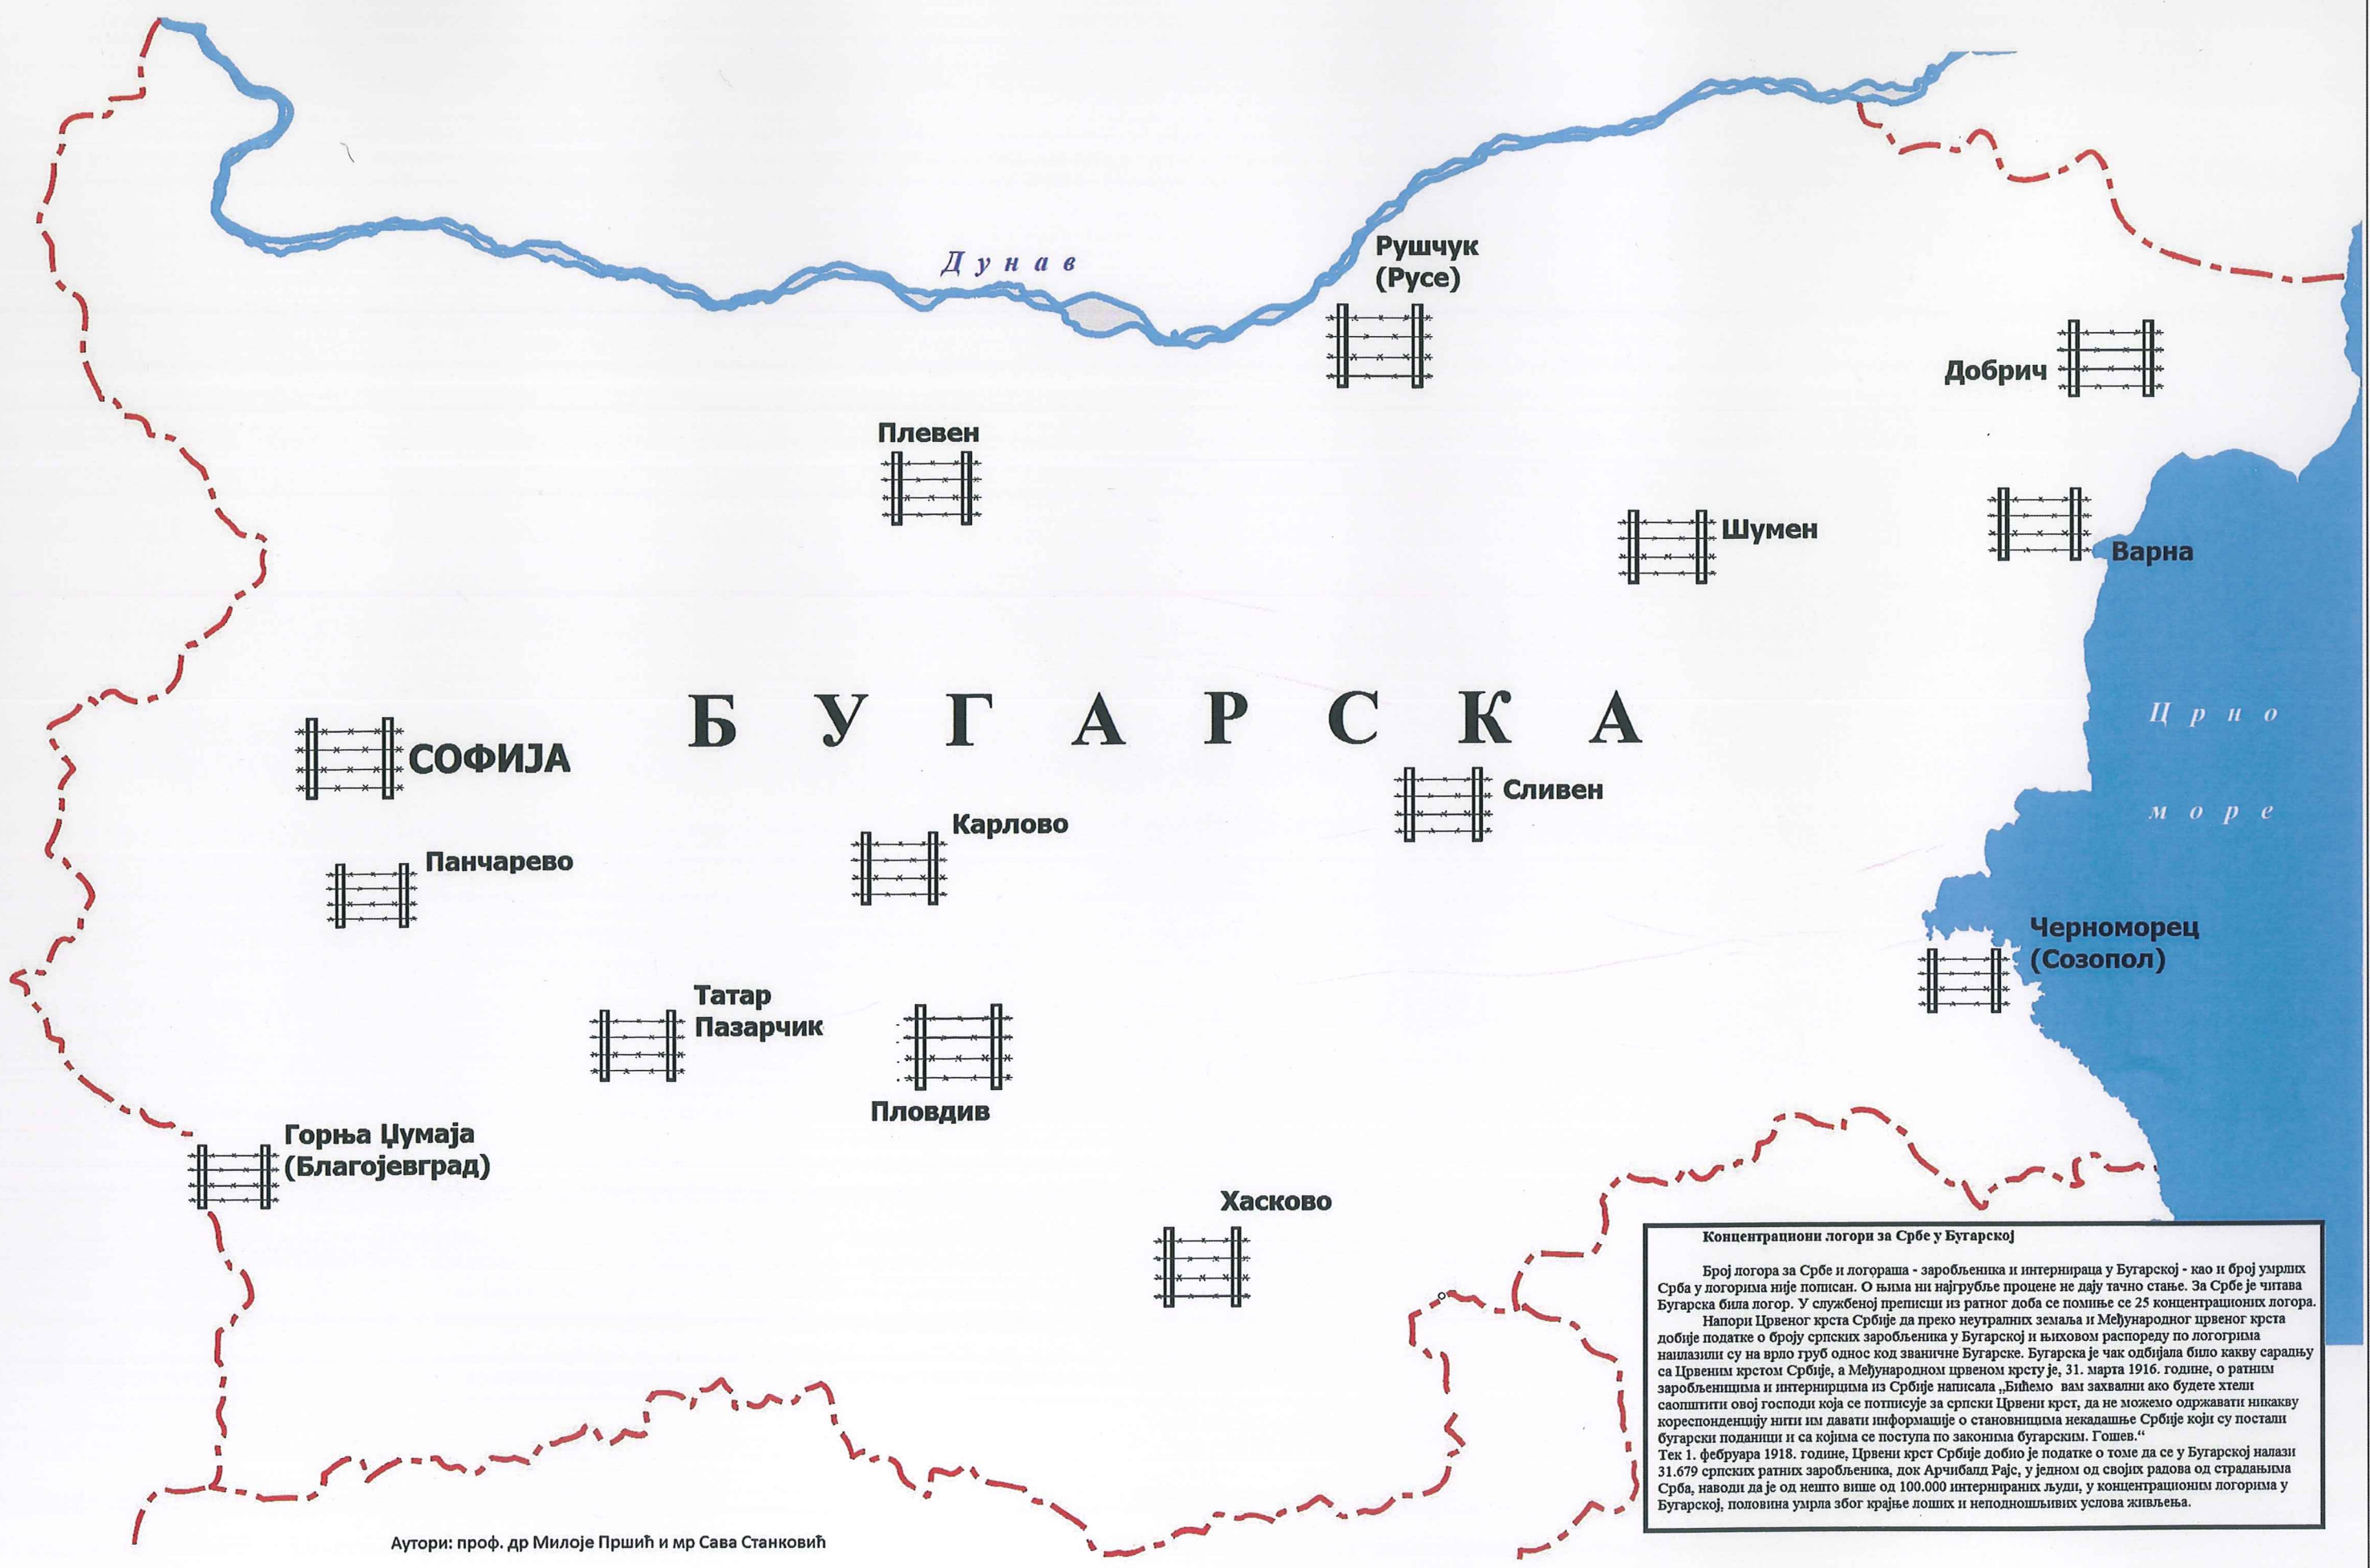 Дунав
Рушчук
(Русе)
Добрич
Плевен
Шумен
Варна
БУГАРСКА
Црно
море
СОФИЈА
Сливен
Карлово
Панчарево
Черноморец
(Созопол)
Татар
Пазарчик
Пловдив
Горња Џумаја
(Благојевград)
Хасково
Концентрациони логори за Србе у Бугарској
Број логора за Србе и логораша - заробљеника и интернираца у Бугарској - као и број умрлих
Срба у логорима није пописан. О њима ни најгрубље процене не дају тачно стање. За Србе је читава
Бугарска била логор. У службеној преписци из ратног доба се помиње се 25 концентрационих логора.
Напори Црвеног крста Србије да преко неутралних земаља и Међународног црвеног крста
добије податке о броју српских заробљеника у Бугарској и њиховом распореду по логогрима
наилазили су на врло груб однос код званичне Бугарске. Бугарска је чак одбијала било какву сарадњу
са Црвеним крстом Србије, а Међународном црвеном крсту је, 31. марта 1916. године, о ратним
заробљеницима и интернирцима из Србије написала „Бићемо вам захвални ако будете хтели
саопштити овој господи која се потписује за српски Црвени крст, да не можемо одржавати никакву
кореспонденцију нити им давати информације о становницима некадашње Србије који су постали
бугарски поданици и са којима се поступа по законима бугарским. Гошев.“
Тек 1. фебруара 1918. године, Црвени крст Србије добио је податке о томе да се у Бугарској налази
31.679 српских ратних заробљеника, док Арчибалд Рајс, у једном од својих радова од страдањима
Срба, наводи да је од нешто више од 100.000 интернираних људи, у концентрационим логорима у
Бугарској, половина умрла због крајње лоших и неподношљивих услова живљења.
Аутори: проф. др Милоје Пршић и мр Сава Станковић